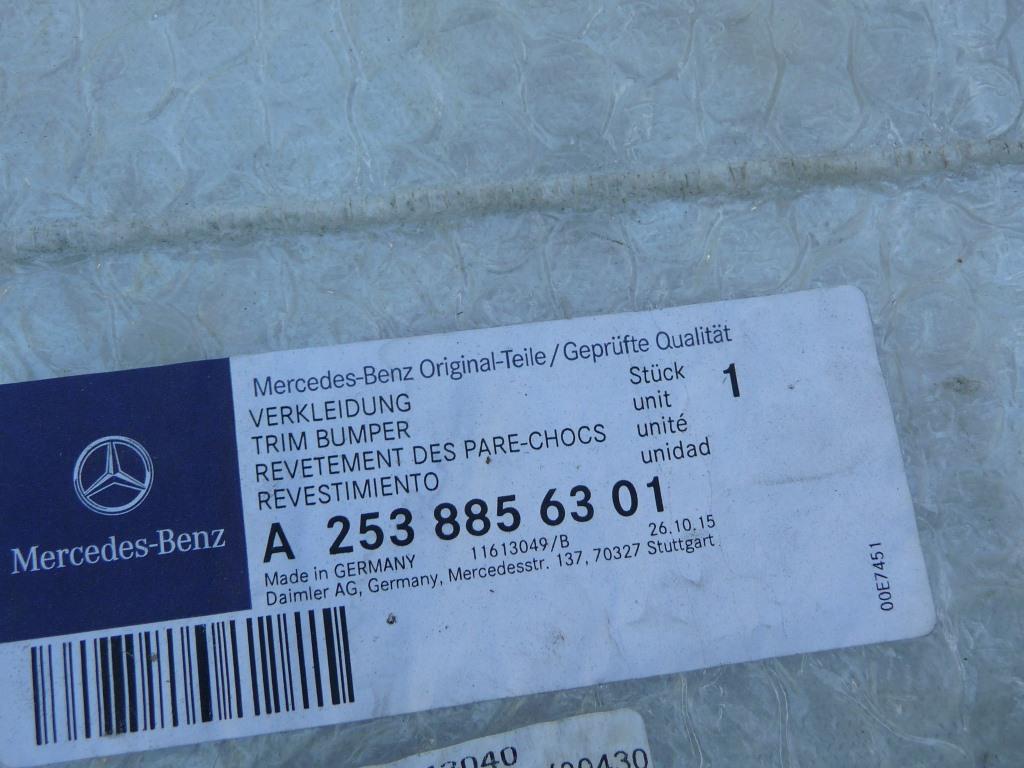 Mercedes-Benz Original-Teile/Geprüfte Qualität
VERKLEIDUNG
TRIM BUMPER
REVETEMENT DES PARE-CHOCS
REVESTIMIENTO
Stück 1
unit
unité
unidad
A 253 885 63 01
Made in GERMANY 11613049/B 26.10.15
Daimler AG, Germany, Mercedesstr. 137, 70327 Stuttgart
Mercedes-Benz
00E7451